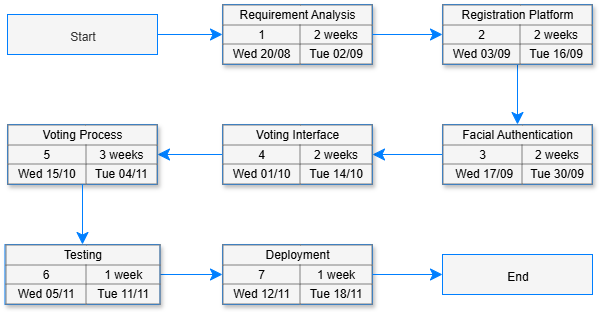 Start
Requirement Analysis
1 2 weeks
Wed 20/08 Tue 02/09
Registration Platform
2 2 weeks
Wed 03/09 Tue 16/09
Voting Process
5 3 weeks
Wed 15/10 Tue 04/11
Voting Interface
4 2 weeks
Wed 01/10 Tue 14/10
Facial Authentication
3 2 weeks
Wed 17/09 Tue 30/09
Testing
6 1 week
Wed 05/11 Tue 11/11
Deployment
7 1 week
Wed 12/11 Tue 18/11
End